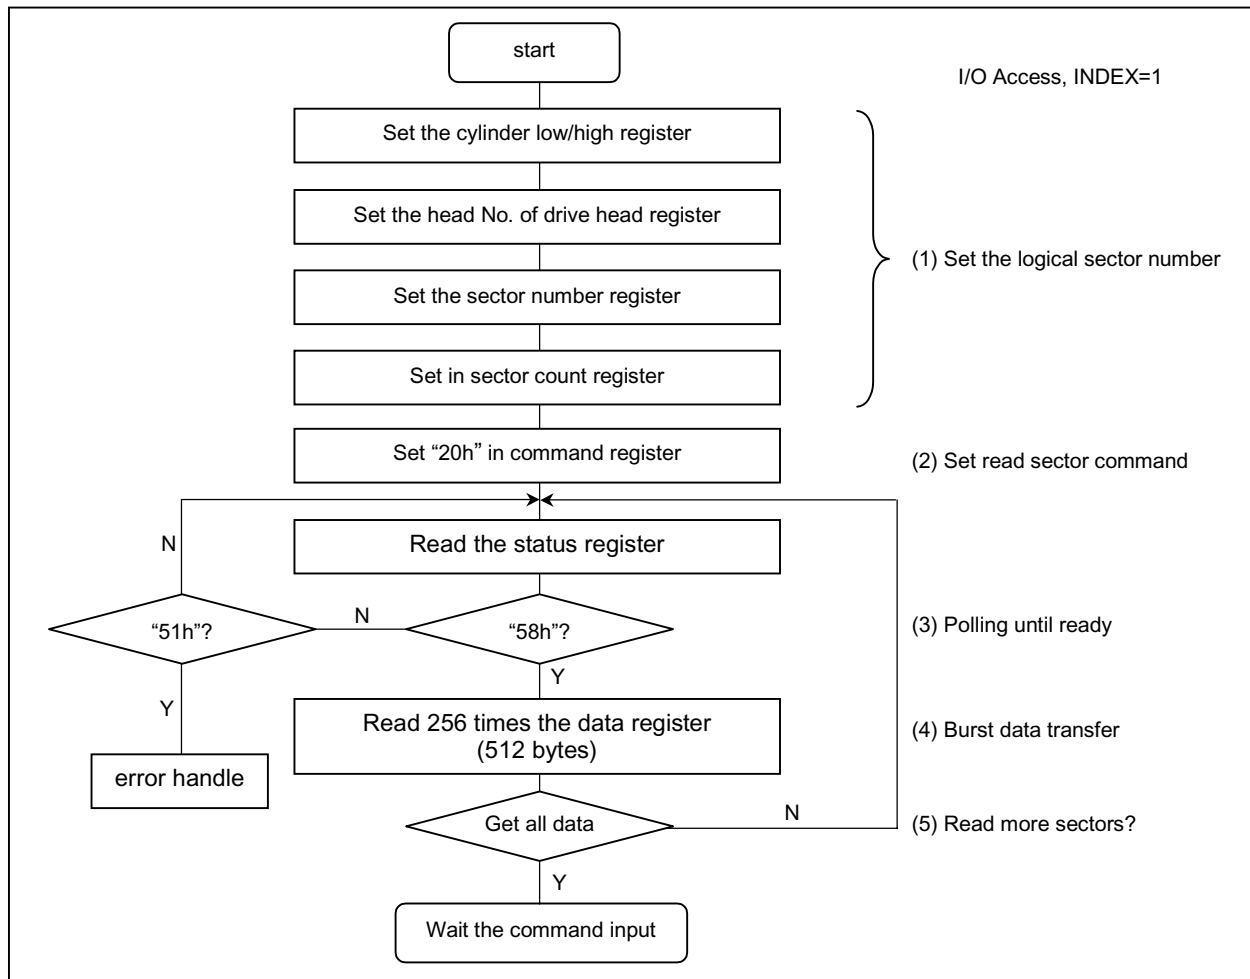 start
I/O Access, INDEX=1
Set the cylinder low/high register
Set the head No. of drive head register
(1) Set the logical sector number
Set the sector number register
Set in sector count register
Set “20h” in command register
(2) Set read sector command
N
Read the status register
“51h”?
N
“58h”?
(3) Polling until ready
Y
Y
Read 256 times the data register
(512 bytes)
(4) Burst data transfer
error handle
Get all data
N
(5) Read more sectors?
Y
Wait the command input